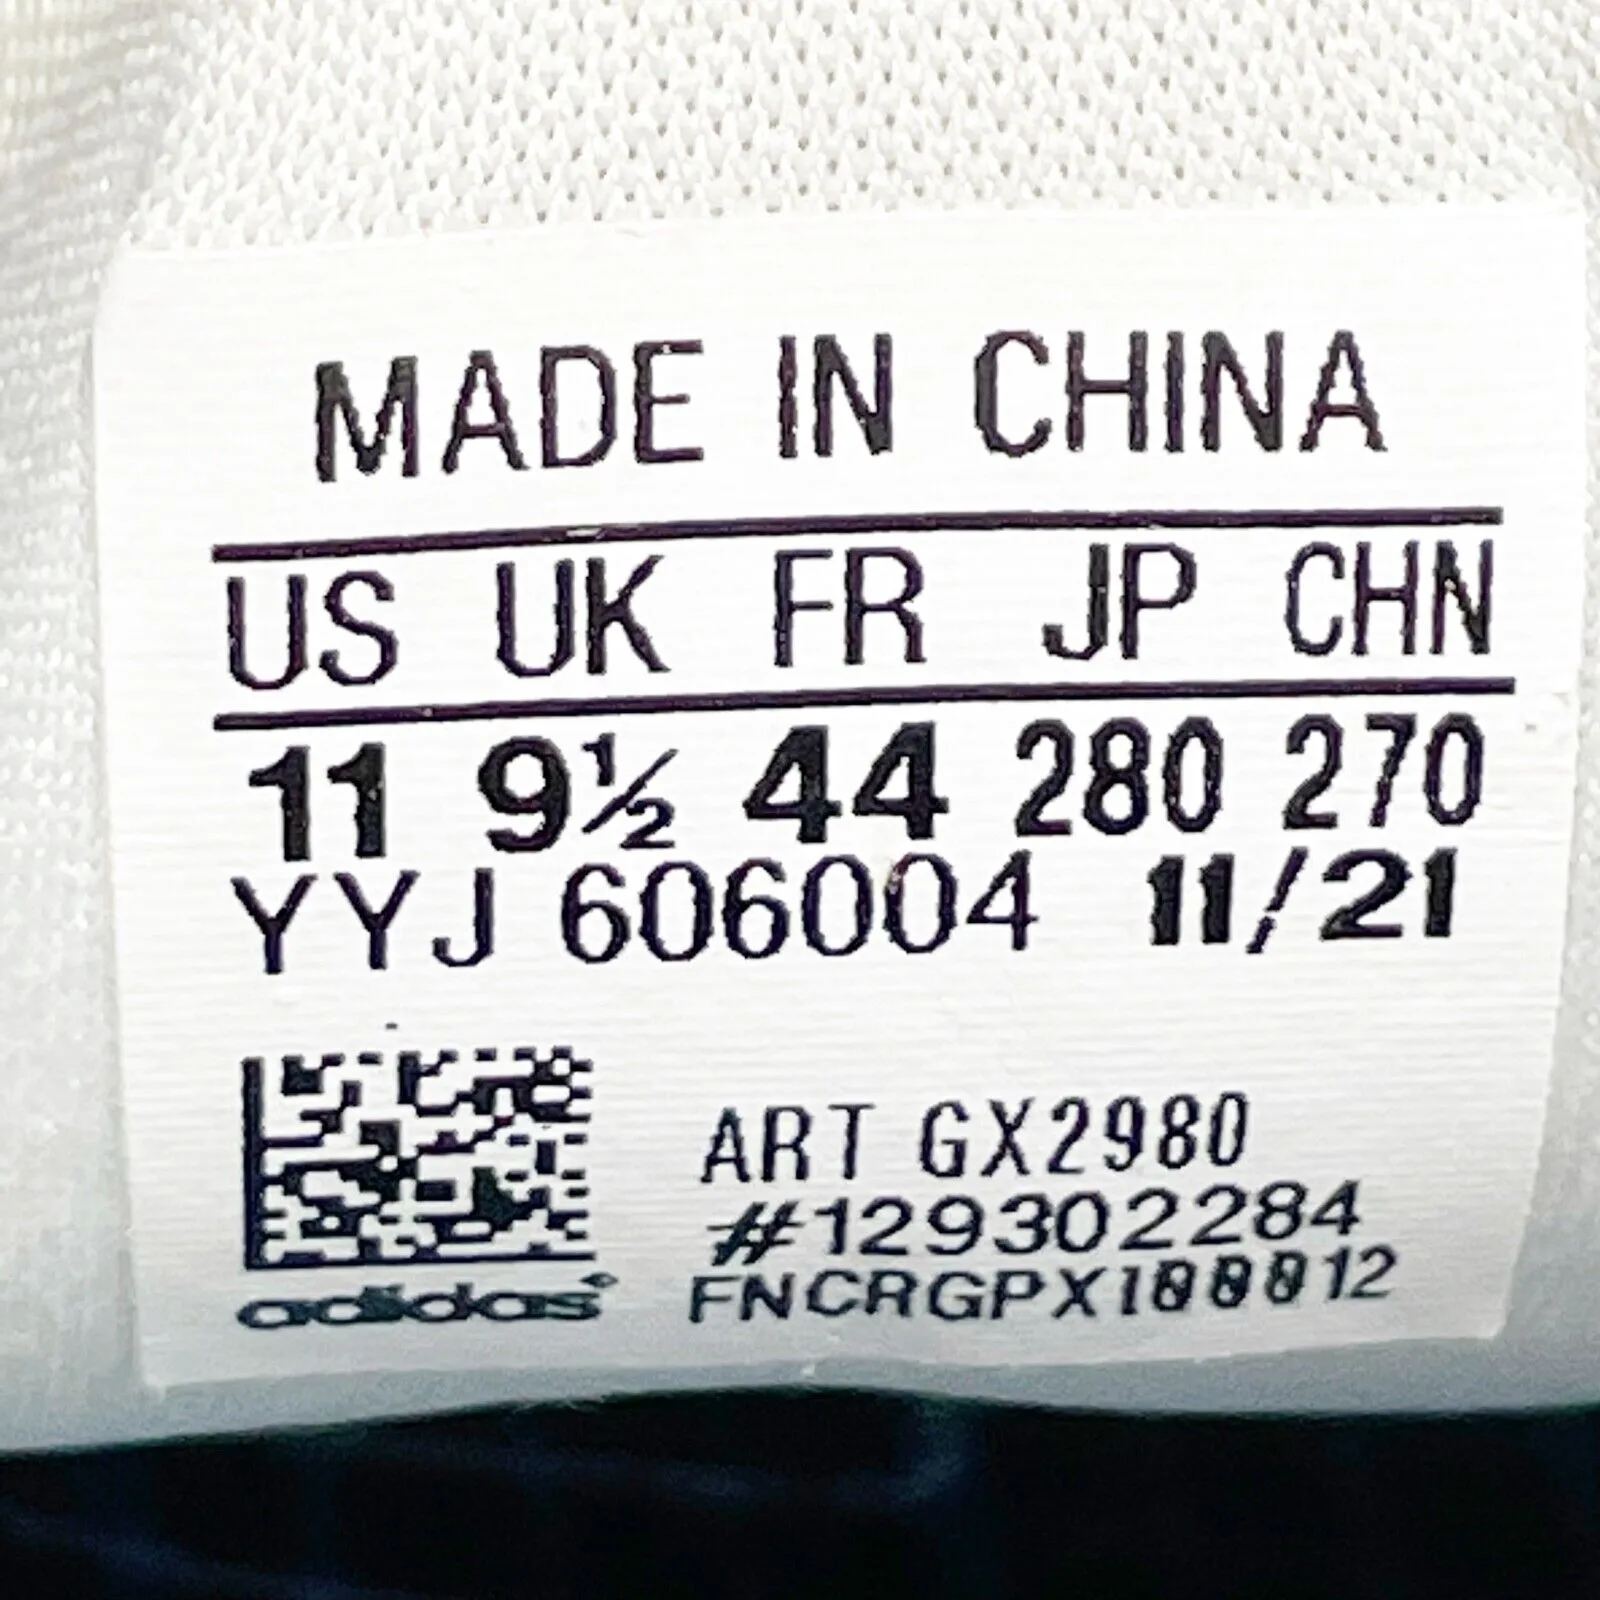 MADE IN CHINA
US UK FR JP CHN
11 9½ 44 280 270
YYJ 606004 11/21
ART GX2980
#129302284
FNCRGPX100012
adidas